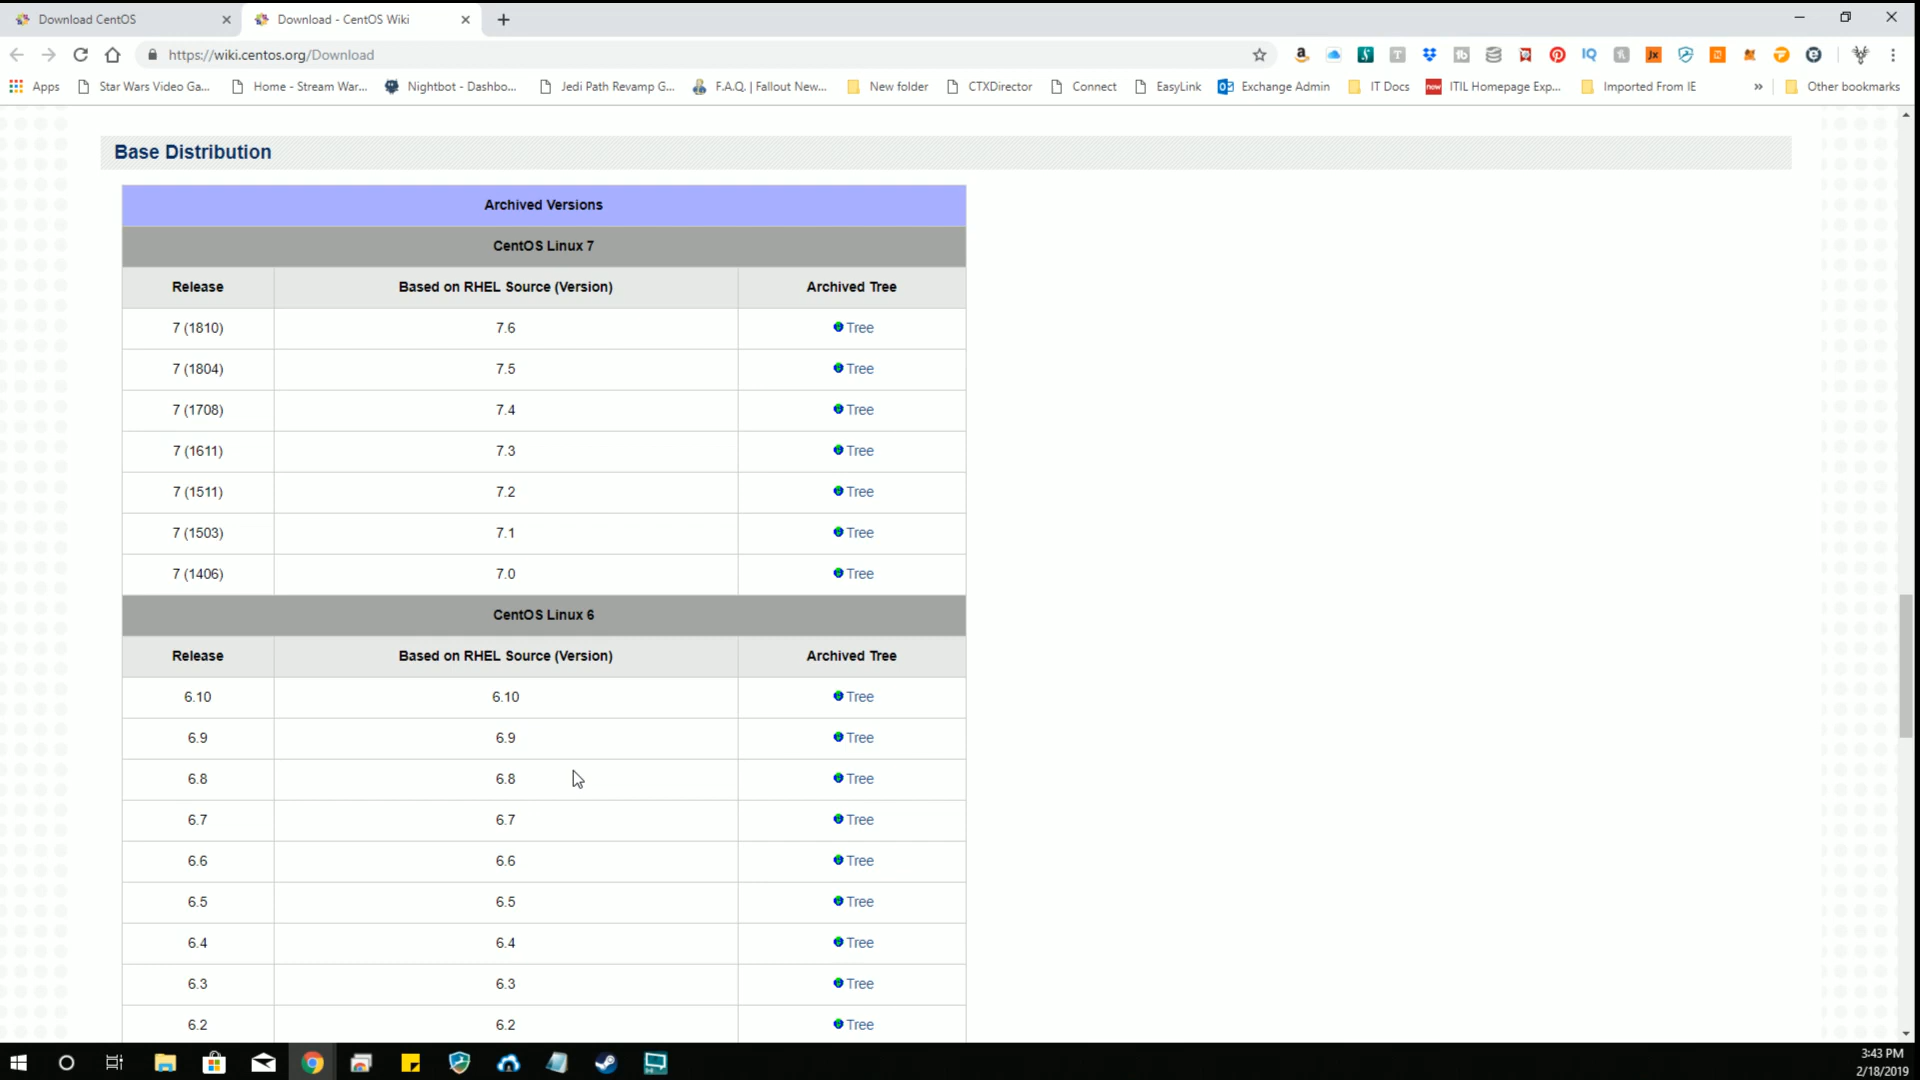 Download CentOS
Download - CentOS Wiki
https://wiki.centos.org/Download
Apps
Star Wars Video Ga...
Home - Stream War...
Nightbot - Dashbo...
Jedi Path Revamp G...
F.A.Q. | Fallout New...
New folder
CTXDirector
Connect
EasyLink
Exchange Admin
IT Docs
ITIL Homepage Exp...
Imported From IE
»
Other bookmarks
Base Distribution
Archived Versions
CentOS Linux 7
Release Based on RHEL Source (Version) Archived Tree
7 (1810) 7.6 Tree
7 (1804) 7.5 Tree
7 (1708) 7.4 Tree
7 (1611) 7.3 Tree
7 (1511) 7.2 Tree
7 (1503) 7.1 Tree
7 (1406) 7.0 Tree
CentOS Linux 6
Release Based on RHEL Source (Version) Archived Tree
6.10 6.10 Tree
6.9 6.9 Tree
6.8 6.8 Tree
6.7 6.7 Tree
6.6 6.6 Tree
6.5 6.5 Tree
6.4 6.4 Tree
6.3 6.3 Tree
6.2 6.2 Tree
3:43 PM
2/18/2019